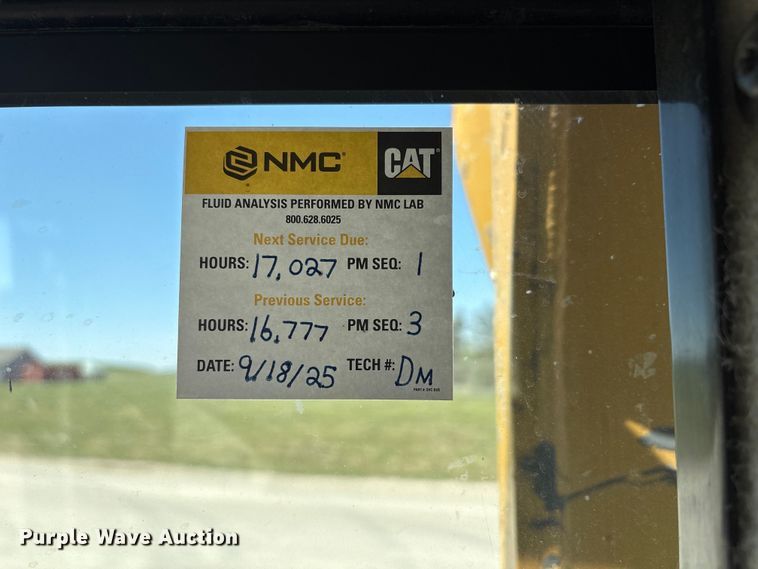 NMC CAT
FLUID ANALYSIS PERFORMED BY NMC LAB
800.628.6025
Next Service Due:
HOURS: 17,027 PM SEQ: 1
Previous Service:
HOURS: 16,777 PM SEQ: 3
DATE: 9/18/25 TECH #: DM
Purple Wave Auction